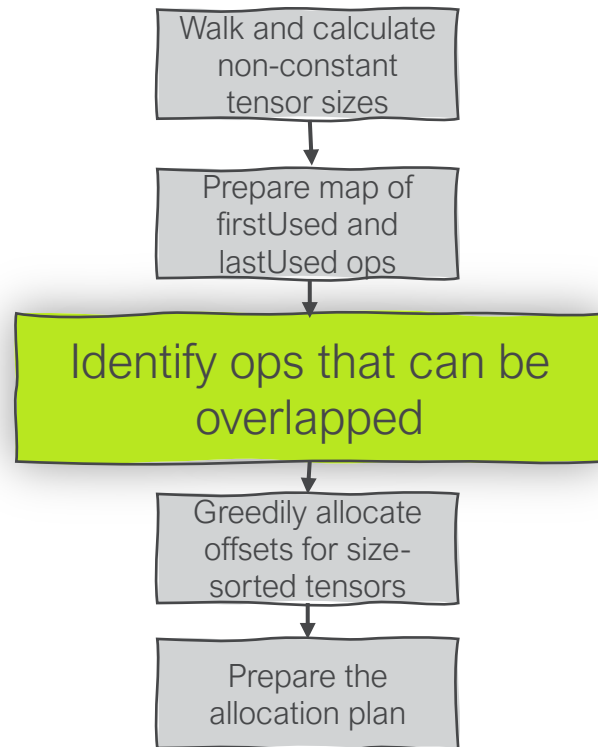 Walk and calculate
non-constant
tensor sizes
Prepare map of
firstUsed and
lastUsed ops
Identify ops that can be
overlapped
Greedily allocate
offsets for size-
sorted tensors
Prepare the
allocation plan